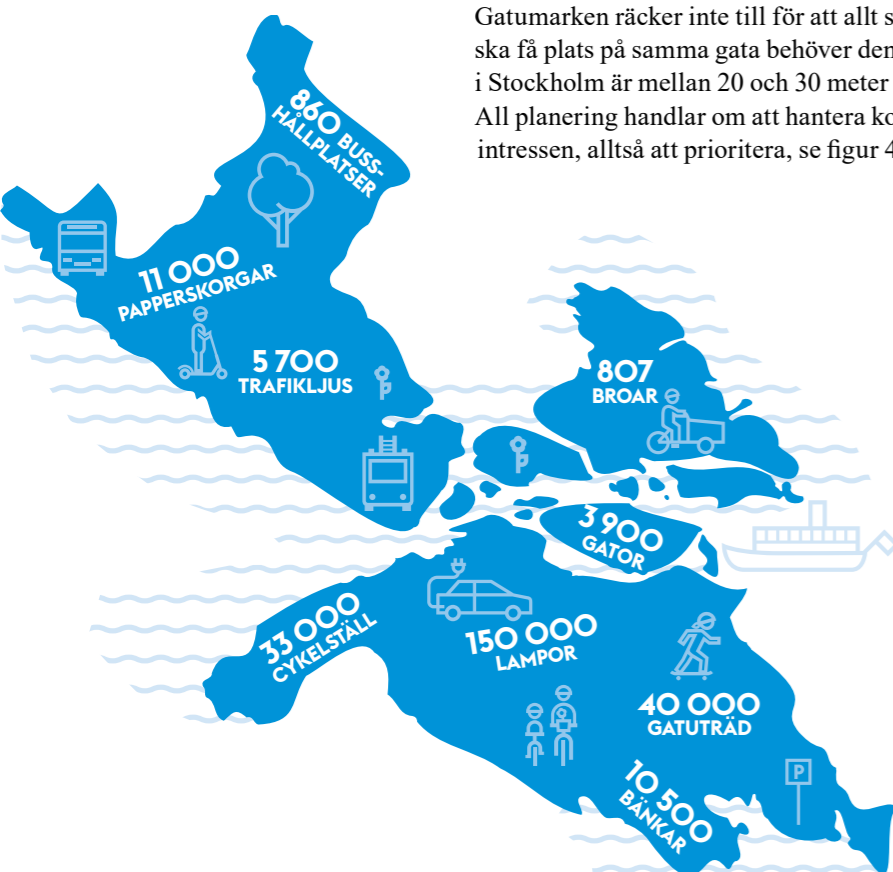 Gatumarken räcker inte till för att allt s
ska få plats på samma gata behöver den
i Stockholm är mellan 20 och 30 meter
All planering handlar om att hantera ko
intressen, alltså att prioritera, se figur 4
860 BUSS-
HÅLLPLATSER
11 000
PAPPERSKORGAR
5 700
TRAFIKLJUS
807
BROAR
3 900
GATOR
33 000
CYKELSTÄLL
150 000
LAMPOR
40 000
GATUTRÄD
10 500
BÄNKAR
P